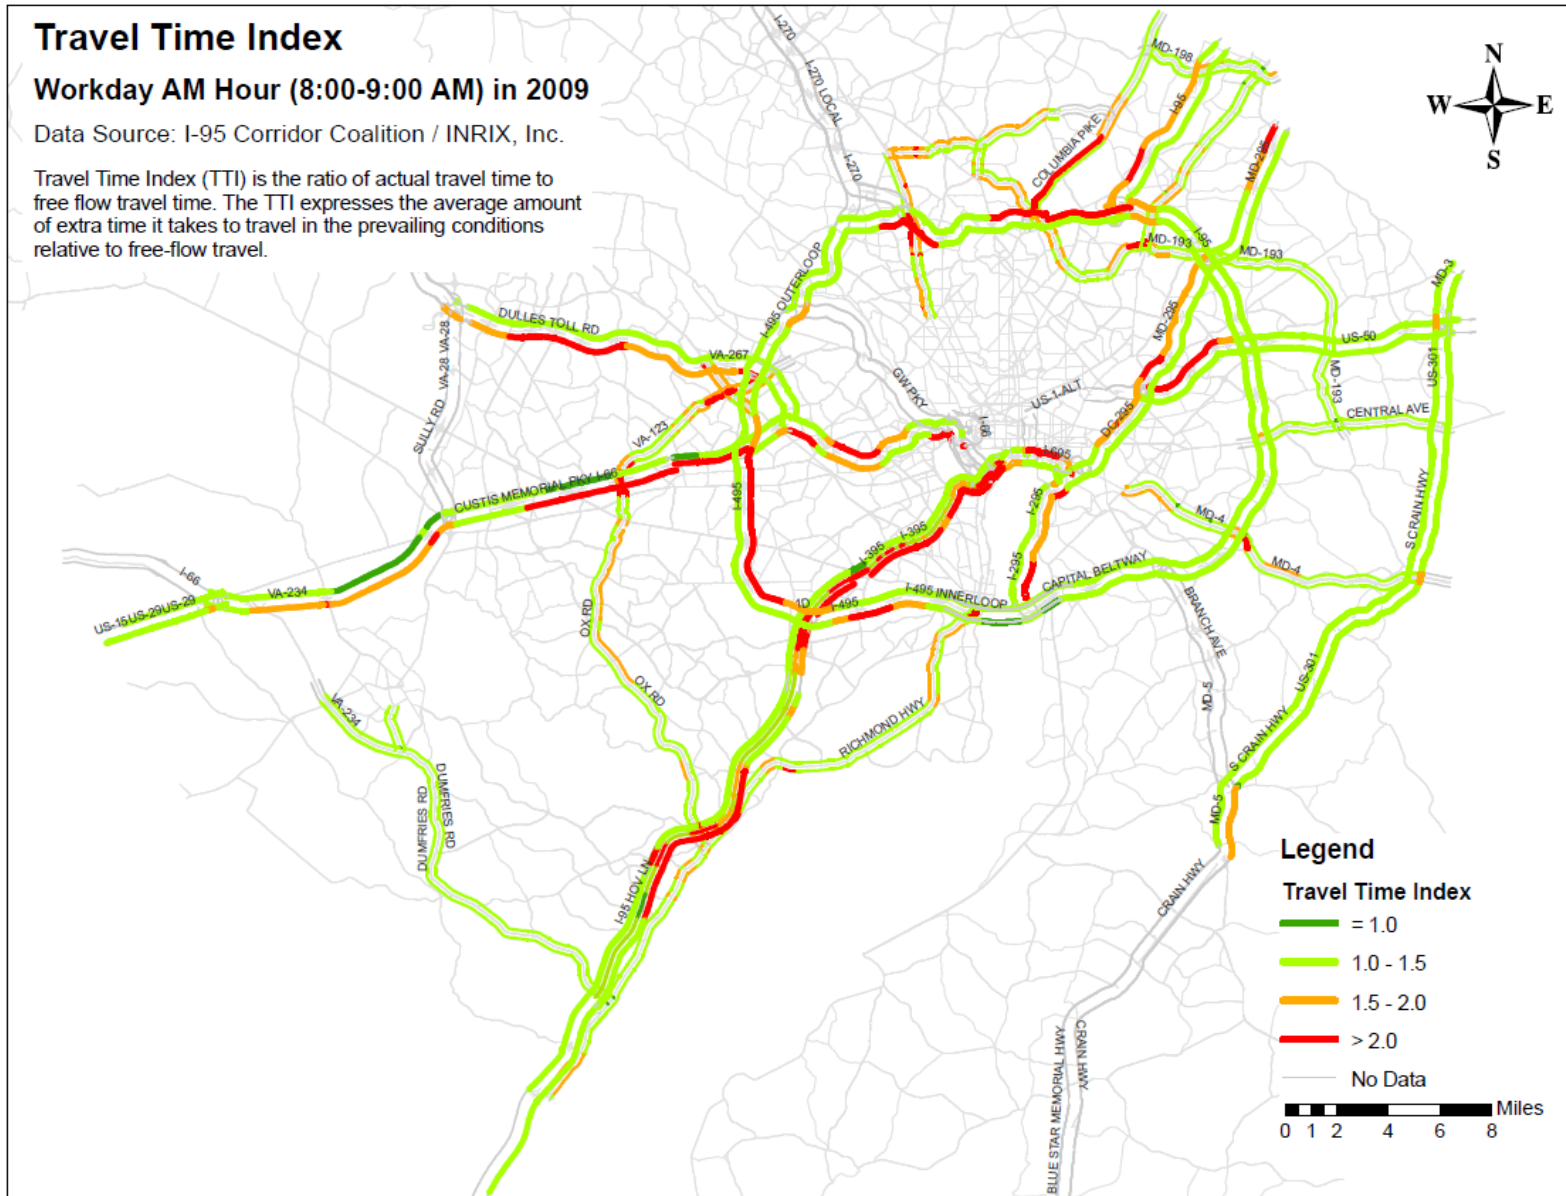 Travel Time Index
Workday AM Hour (8:00-9:00 AM) in 2009
Data Source: I-95 Corridor Coalition / INRIX, Inc.
Travel Time Index (TTI) is the ratio of actual travel time to
free flow travel time. The TTI expresses the average amount
of extra time it takes to travel in the prevailing conditions
relative to free-flow travel.
N
W
E
S
I-270
I-270 LOCAL
I-270
MD-198
I-95
COLUMBIA PIKE
MD-295
MD-193
I-95
MD-193
MD-3
I-495 OUTERLOOP
DULLES TOLL RD
VA-28
VA-28
VA-267
MD-295
US-50
US-301
GW PKY
US-1-ALT
MD-193
CENTRAL AVE
SULLY RD
VA-123
I-66
DC-295
I-695
CUSTIS MEMORIAL PKY I-66
I-495
I-295
S CRAIN HWY
MD-4
I-395
I-395
I-295
CAPITAL BELTWAY
MD-4
I-66
VA-234
US-15US-29US-29
I-495
I-495 INNERLOOP
OX RD
BRANCH AVE
OX RD
US-301
VA-234
MD-5
RICHMOND HWY
S CRAIN HWY
DUMFRIES RD
DUMFRIES RD
MD-5
I-95 HOV LN
CRAIN HWY
BLUE STAR MEMORIAL HWY
CRAIN HWY
Legend
Travel Time Index
= 1.0
1.0 - 1.5
1.5 - 2.0
> 2.0
No Data
Miles
0 1 2 4 6 8